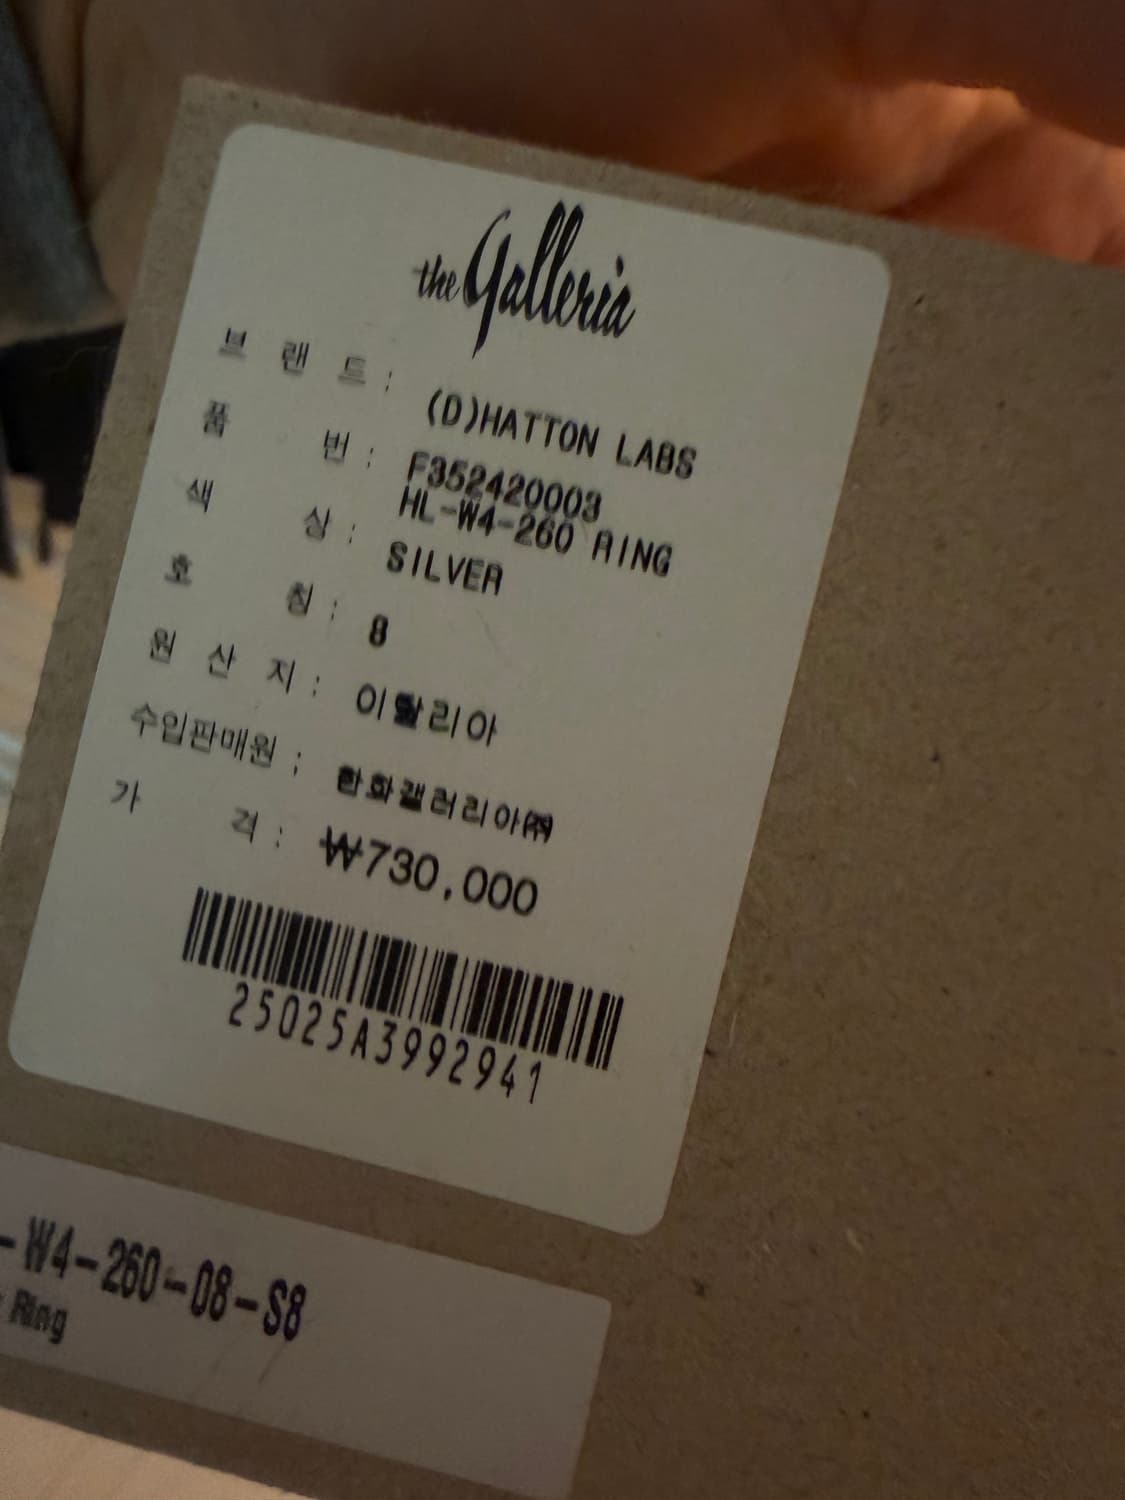 the Galleria
브 랜 드 : (D)HATTON LABS
품 번 : F352420003
HL-W4-260 RING
색 상 : SILVER
호 칭 : 8
원 산 지 : 이탈리아
수입판매원 : 한화갤러리아㈜
가 격 : ₩730,000
25025A3992941
-W4-260-08-S8
Ring